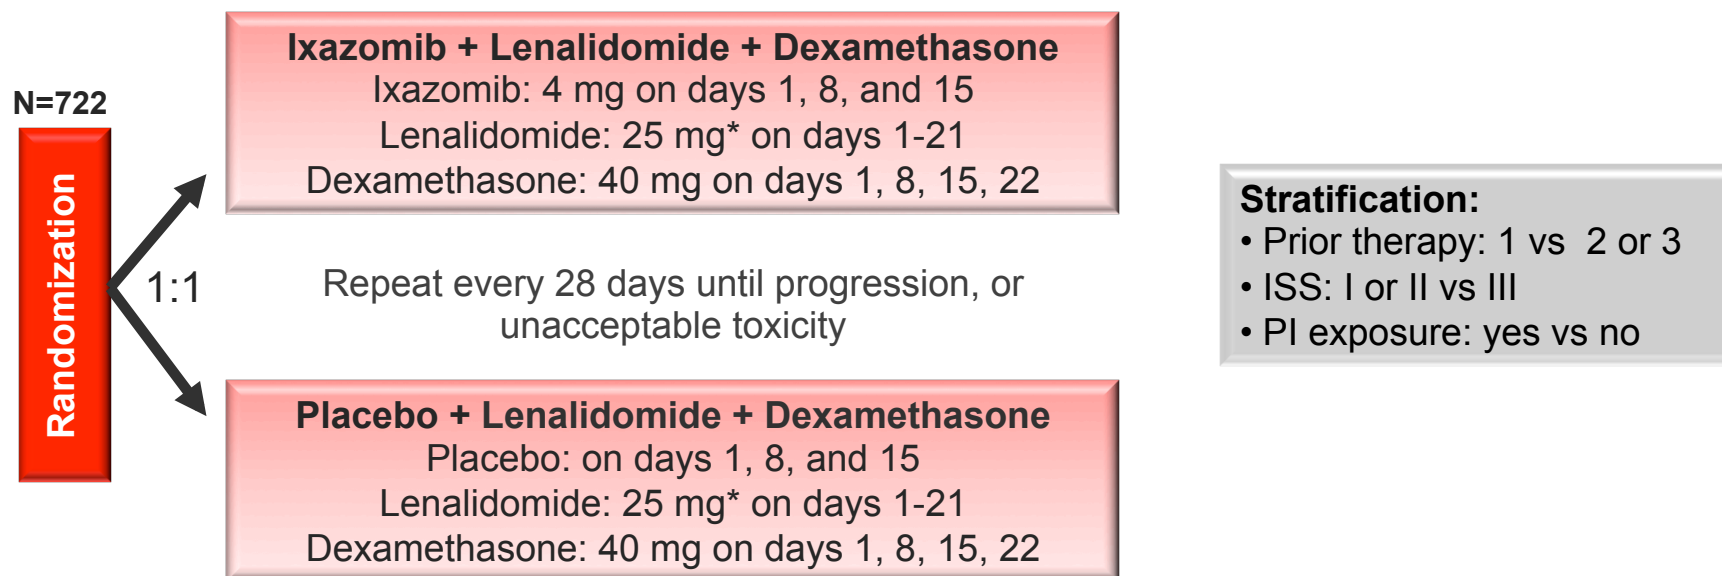 N=722
Randomization
1:1
Ixazomib + Lenalidomide + Dexamethasone
Ixazomib: 4 mg on days 1, 8, and 15
Lenalidomide: 25 mg* on days 1-21
Dexamethasone: 40 mg on days 1, 8, 15, 22
Repeat every 28 days until progression, or
unacceptable toxicity
Placebo + Lenalidomide + Dexamethasone
Placebo: on days 1, 8, and 15
Lenalidomide: 25 mg* on days 1-21
Dexamethasone: 40 mg on days 1, 8, 15, 22
Stratification:
• Prior therapy: 1 vs 2 or 3
• ISS: I or II vs III
• PI exposure: yes vs no